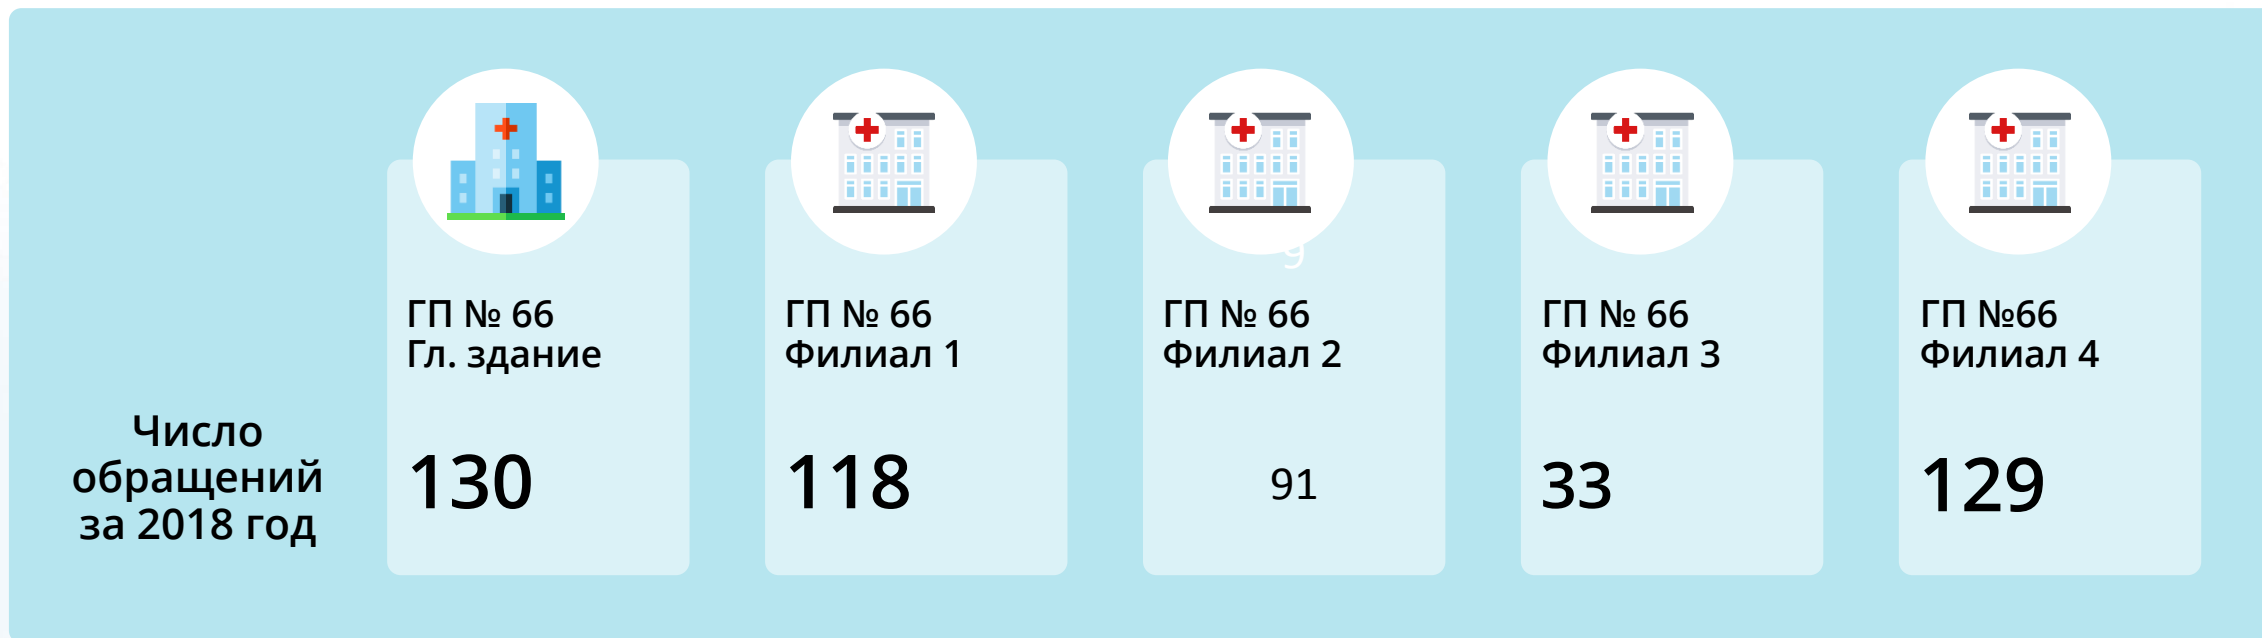 9
ГП № 66
Гл. здание
ГП № 66
Филиал 1
ГП № 66
Филиал 2
ГП № 66
Филиал 3
ГП №66
Филиал 4
Число
обращений
за 2018 год
130
118
91
33
129